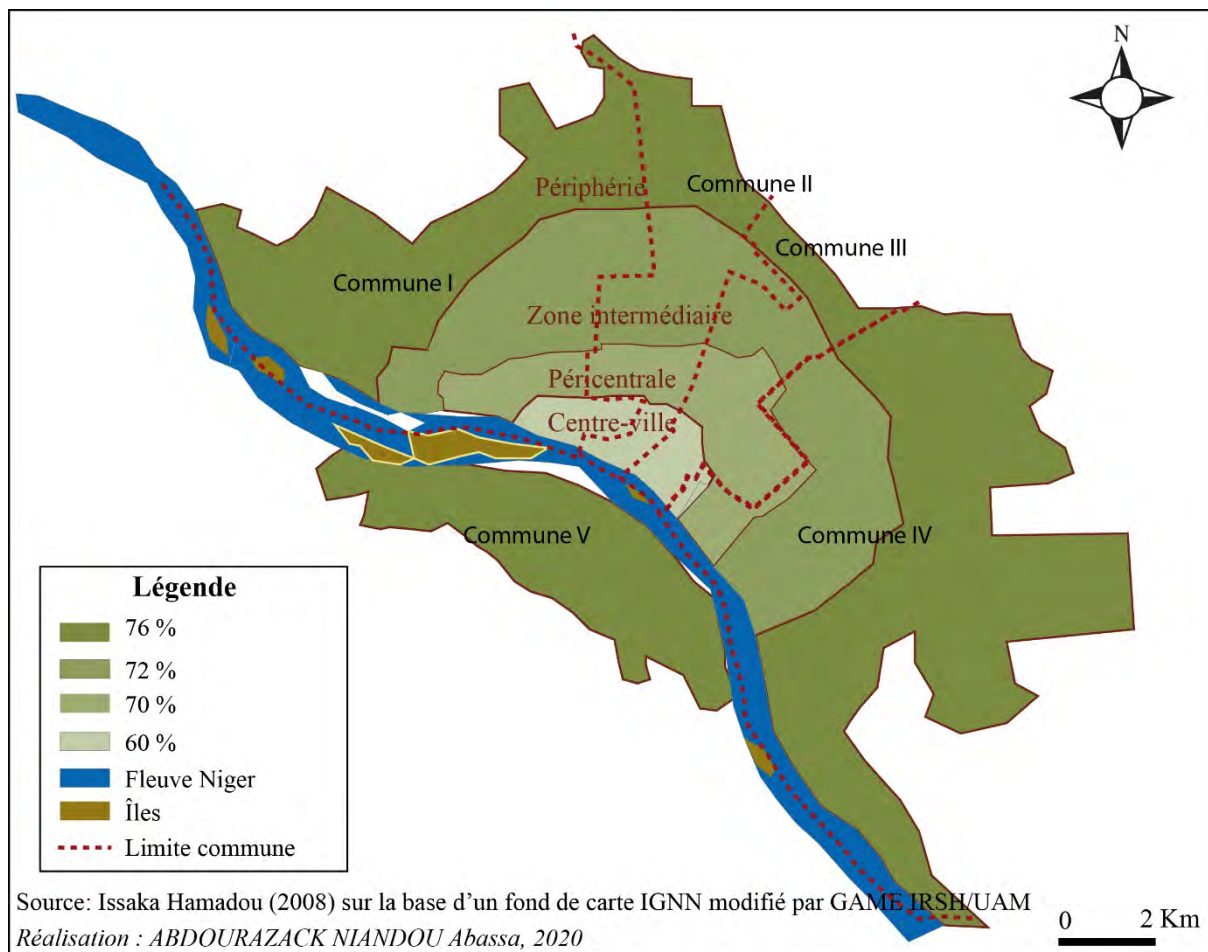 N
Périphérie
Commune II
Commune III
Commune I
Zone intermédiaire
Péricentrale
Centre-ville
Commune V
Commune IV
Légende
76 %
72 %
70 %
60 %
Fleuve Niger
Îles
Limite commune
Source: Issaka Hamadou (2008) sur la base d’un fond de carte IGNN modifié par GAME IRSH/UAM
Réalisation : ABDOURAZACK NIANDOU Abassa, 2020
0 2 Km